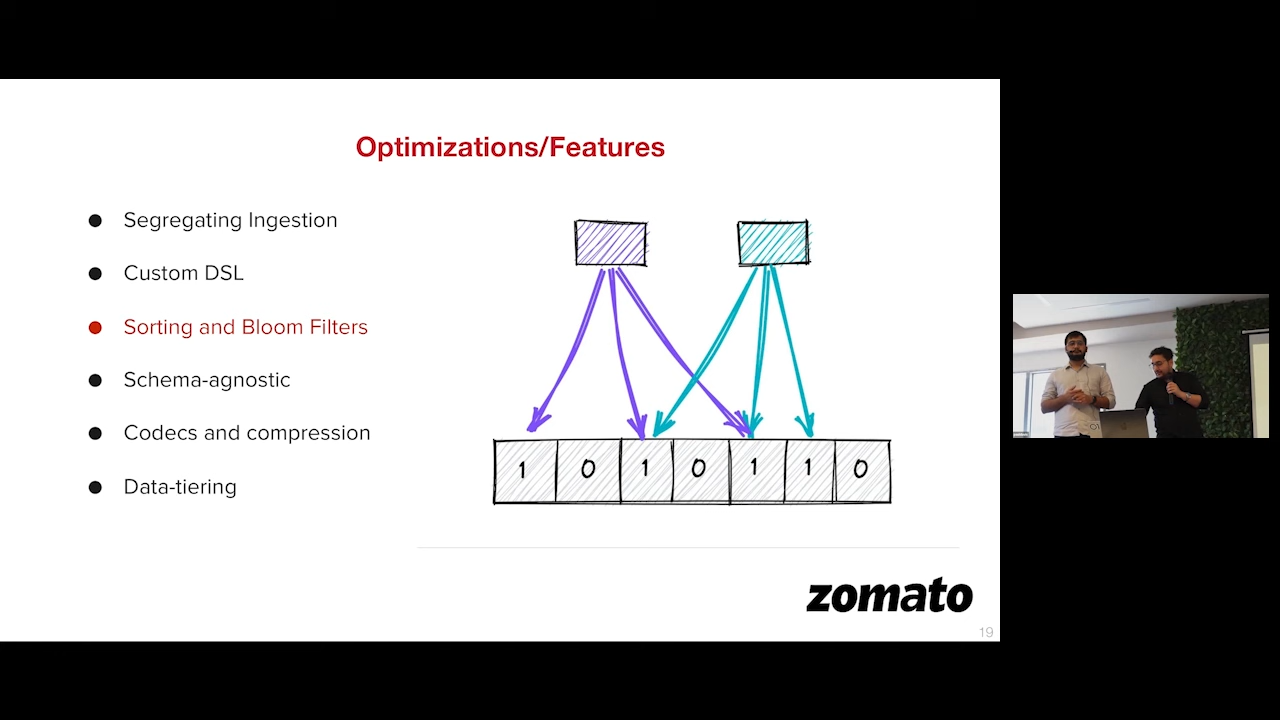 Optimizations/Features
Segregating Ingestion
Custom DSL
Sorting and Bloom Filters
Schema-agnostic
Codecs and compression
Data-tiering
1 0 1 0 1 1 0
zomato
19